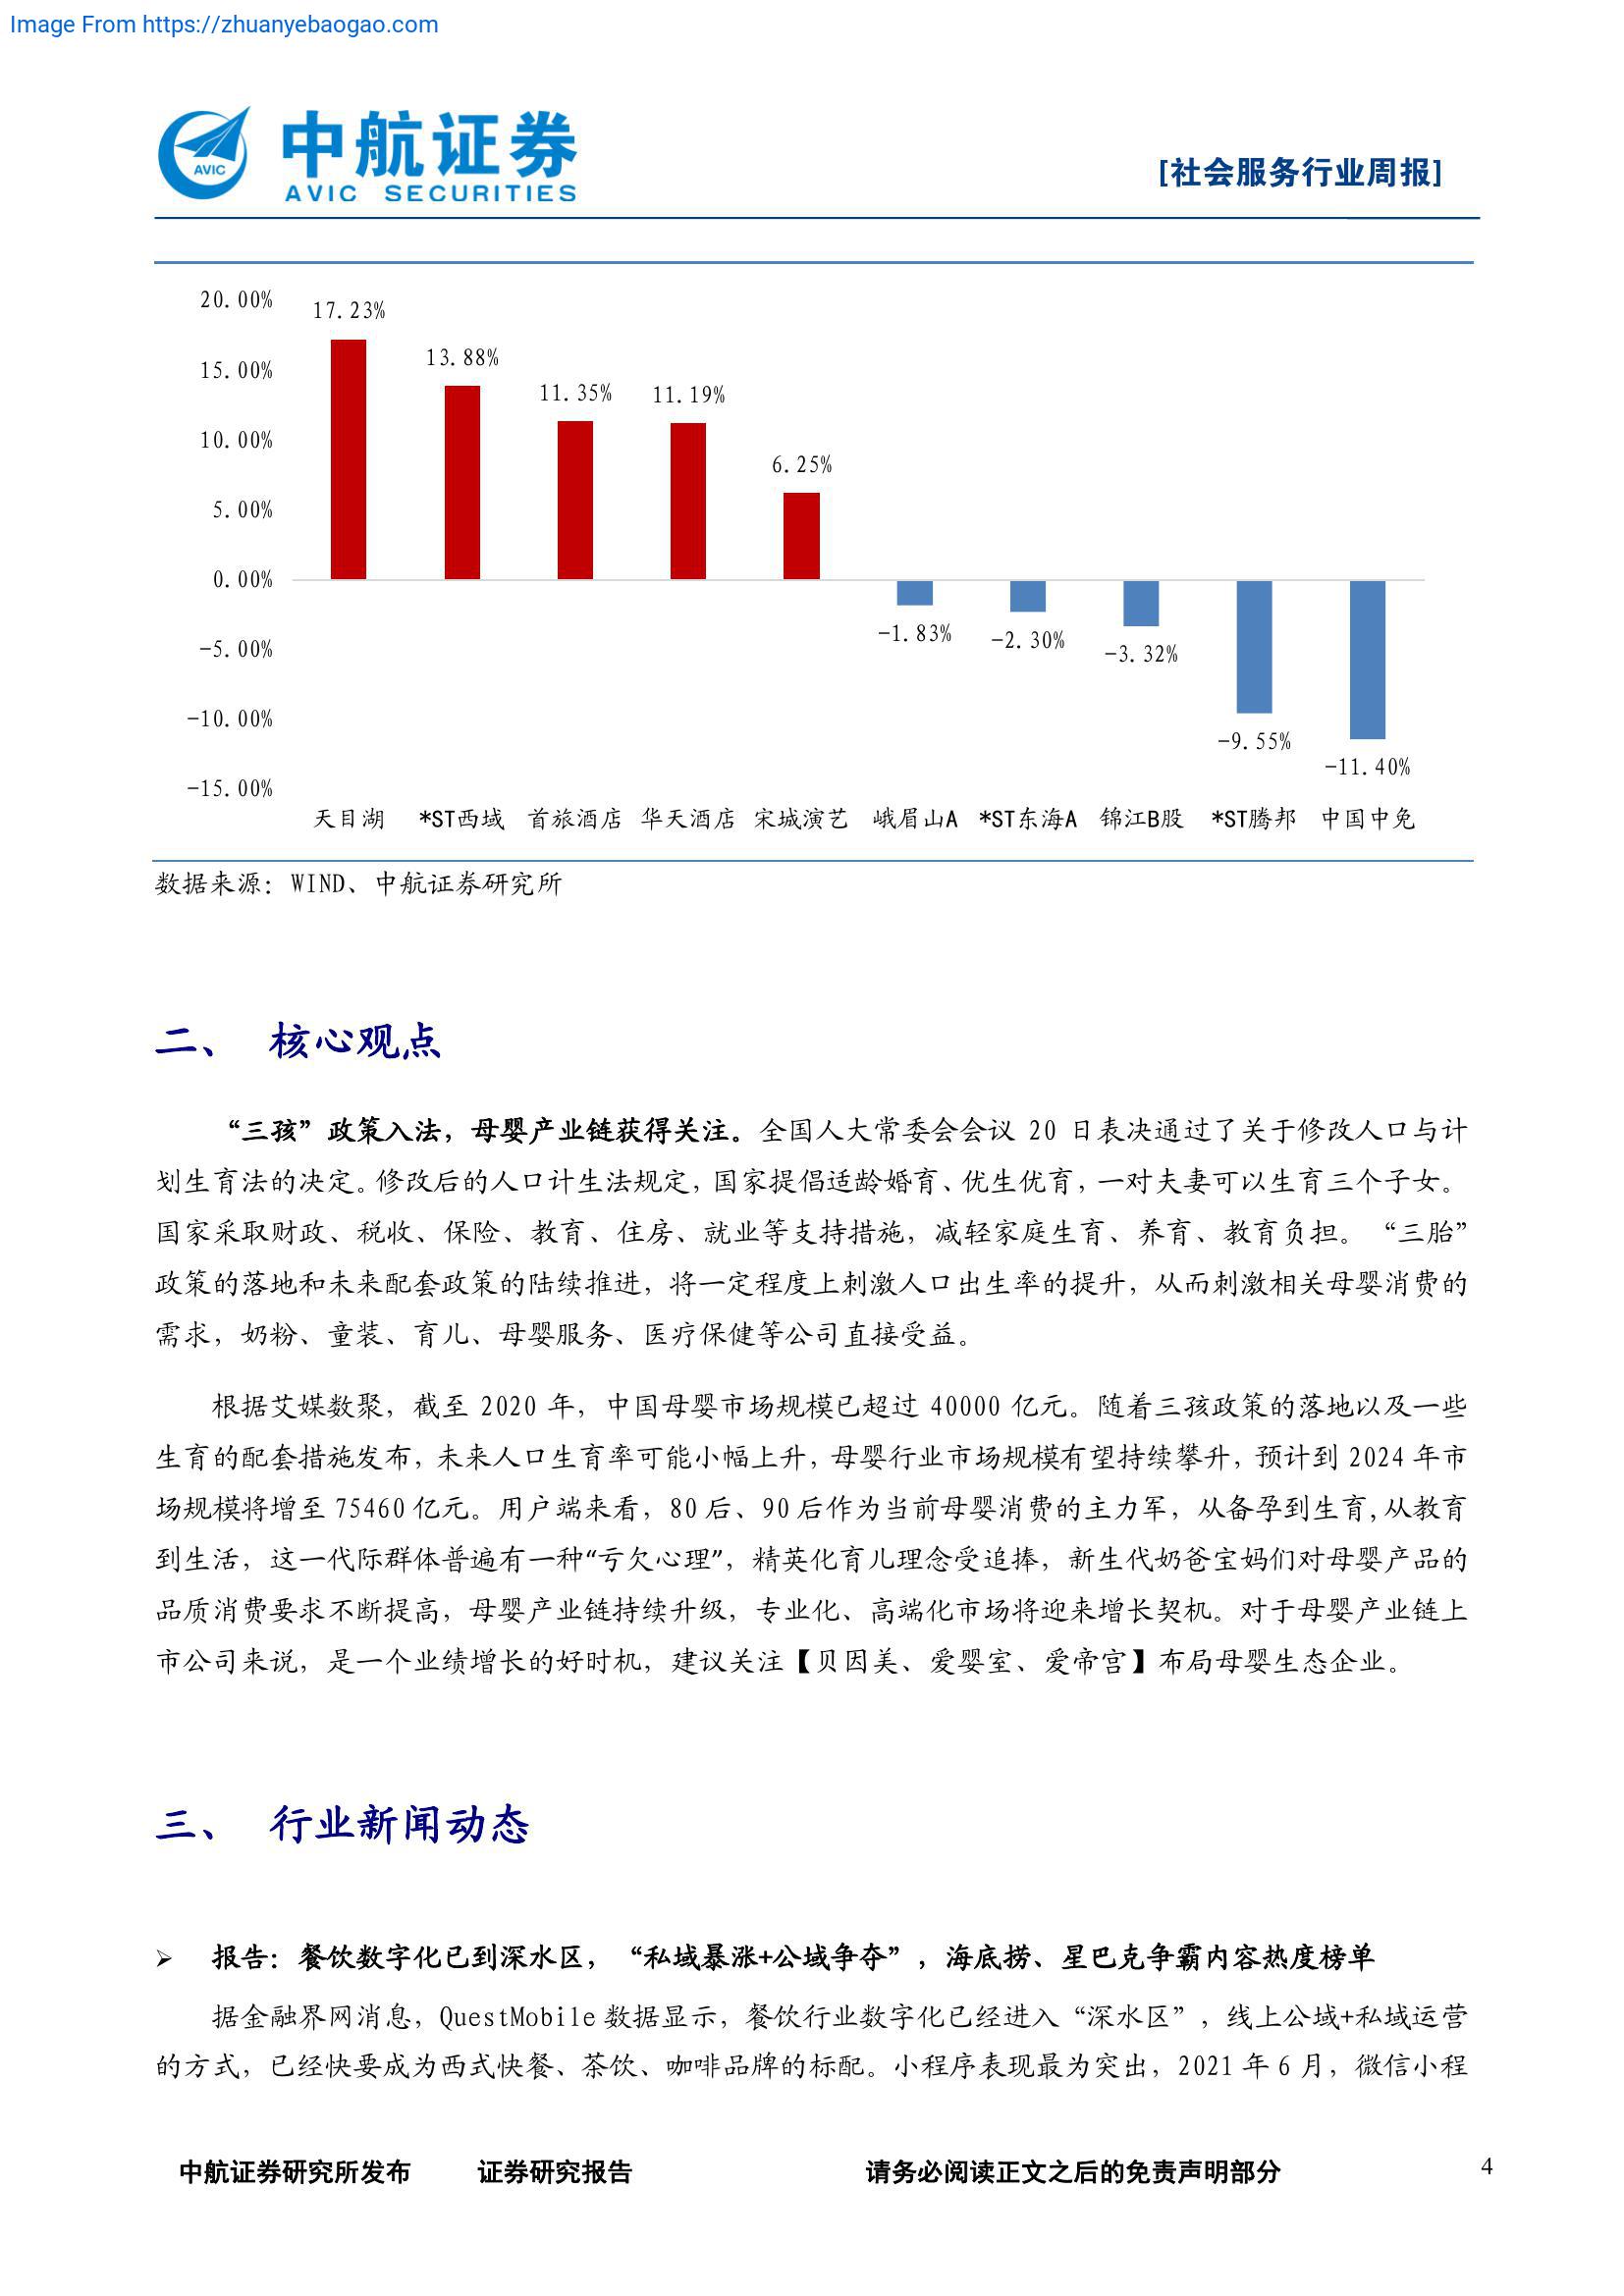 Image From https://zhuanyebaogao.com
AVIC
中航证券
AVIC SECURITIES
[社会服务行业周报]
20.00%
15.00%
10.00%
5.00%
0.00%
-5.00%
-10.00%
-15.00%
17.23%
13.88%
11.35%
11.19%
6.25%
-1.83%
-2.30%
-3.32%
-9.55%
-11.40%
天目湖 *ST西域 首旅酒店 华天酒店 宋城演艺 峨眉山A *ST东海A 锦江B股 *ST腾邦 中国中免
数据来源：WIND、中航证券研究所
二、 核心观点
“三孩”政策入法，母婴产业链获得关注。全国人大常委会会议 20 日表决通过了关于修改人口与计
划生育法的决定。修改后的人口计生法规定，国家提倡适龄婚育、优生优育，一对夫妻可以生育三个子女。
国家采取财政、税收、保险、教育、住房、就业等支持措施，减轻家庭生育、养育、教育负担。“三胎”
政策的落地和未来配套政策的陆续推进，将一定程度上刺激人口出生率的提升，从而刺激相关母婴消费的
需求，奶粉、童装、育儿、母婴服务、医疗保健等公司直接受益。
根据艾媒数聚，截至 2020 年，中国母婴市场规模已超过 40000 亿元。随着三孩政策的落地以及一些
生育的配套措施发布，未来人口生育率可能小幅上升，母婴行业市场规模有望持续攀升，预计到 2024 年市
场规模将增至 75460 亿元。用户端来看，80 后、90 后作为当前母婴消费的主力军，从备孕到生育,从教育
到生活，这一代际群体普遍有一种“亏欠心理”，精英化育儿理念受追捧，新生代奶爸宝妈们对母婴产品的
品质消费要求不断提高，母婴产业链持续升级，专业化、高端化市场将迎来增长契机。对于母婴产业链上
市公司来说，是一个业绩增长的好时机，建议关注【贝因美、爱婴室、爱帝宫】布局母婴生态企业。
三、 行业新闻动态
➢ 报告：餐饮数字化已到深水区，“私域暴涨+公域争夺”，海底捞、星巴克争霸内容热度榜单
据金融界网消息，QuestMobile 数据显示，餐饮行业数字化已经进入“深水区”，线上公域+私域运营
的方式，已经快要成为西式快餐、茶饮、咖啡品牌的标配。小程序表现最为突出，2021 年 6 月，微信小程
中航证券研究所发布 证券研究报告 请务必阅读正文之后的免责声明部分 4